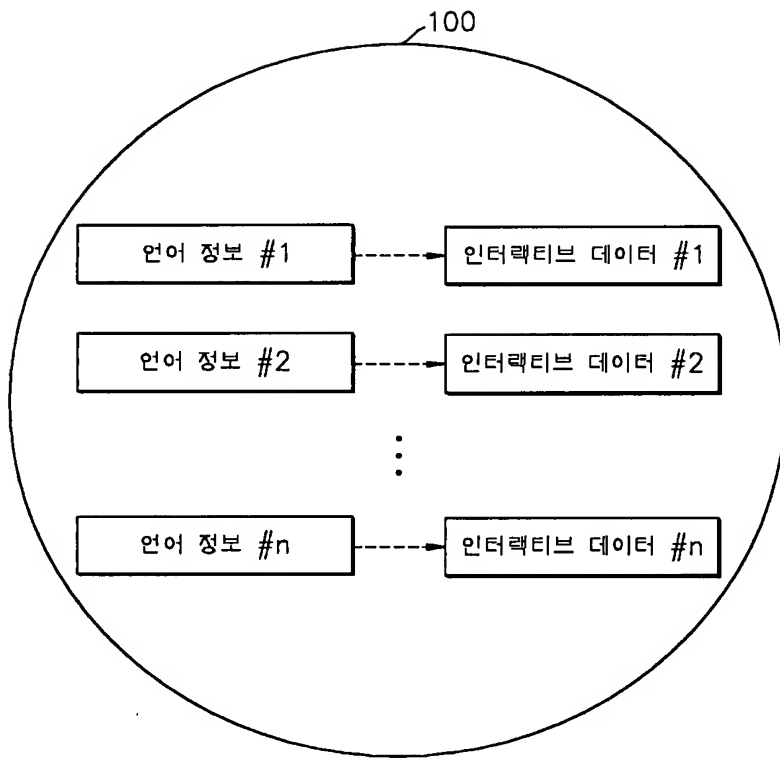 100
언어 정보 #1
인터랙티브 데이터 #1
언어 정보 #2
인터랙티브 데이터 #2
언어 정보 #n
인터랙티브 데이터 #n